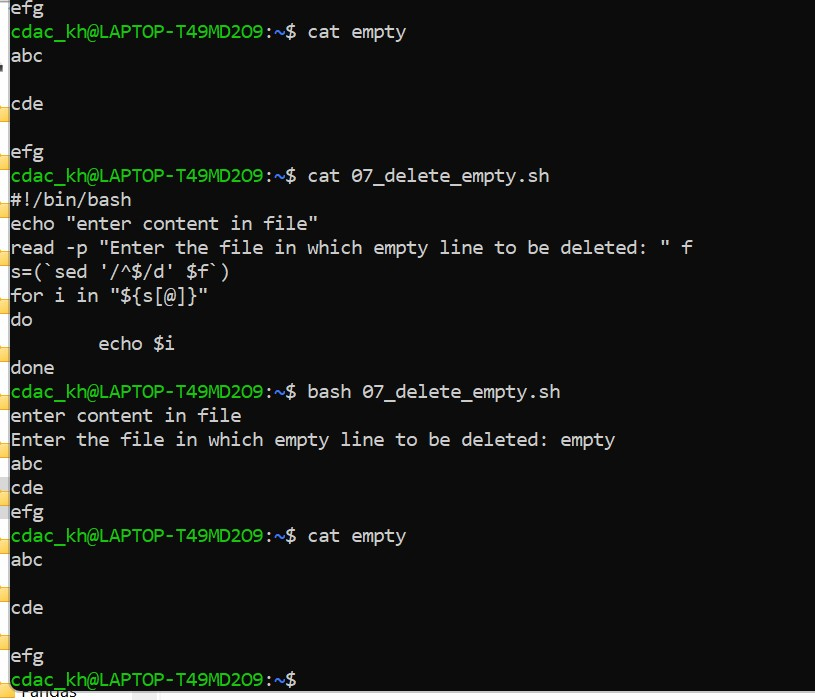 efg
cdac_kh@LAPTOP-T49MD2O9:~$ cat empty
abc
cde
efg
cdac_kh@LAPTOP-T49MD2O9:~$ cat 07_delete_empty.sh
#!/bin/bash
echo "enter content in file"
read -p "Enter the file in which empty line to be deleted: " f
s=(`sed '/^$/d' $f`)
for i in "${s[@]}"
do
echo $i
done
cdac_kh@LAPTOP-T49MD2O9:~$ bash 07_delete_empty.sh
enter content in file
Enter the file in which empty line to be deleted: empty
abc
cde
efg
cdac_kh@LAPTOP-T49MD2O9:~$ cat empty
abc
cde
efg
cdac_kh@LAPTOP-T49MD2O9:~$